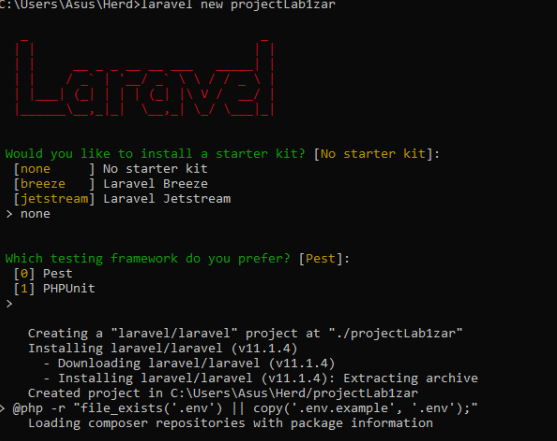 C:\Users\Asus\Herd>laravel new projectLab1zar
Laravel
Would you like to install a starter kit? [No starter kit]:
[none     ] No starter kit
[breeze   ] Laravel Breeze
[jetstream] Laravel Jetstream
> none
Which testing framework do you prefer? [Pest]:
[0] Pest
[1] PHPUnit
>
Creating a "laravel/laravel" project at "./projectLab1zar"
Installing laravel/laravel (v11.1.4)
- Downloading laravel/laravel (v11.1.4)
- Installing laravel/laravel (v11.1.4): Extracting archive
Created project in C:\Users\Asus\Herd/projectLab1zar
> @php -r "file_exists('.env') || copy('.env.example', '.env');"
Loading composer repositories with package information